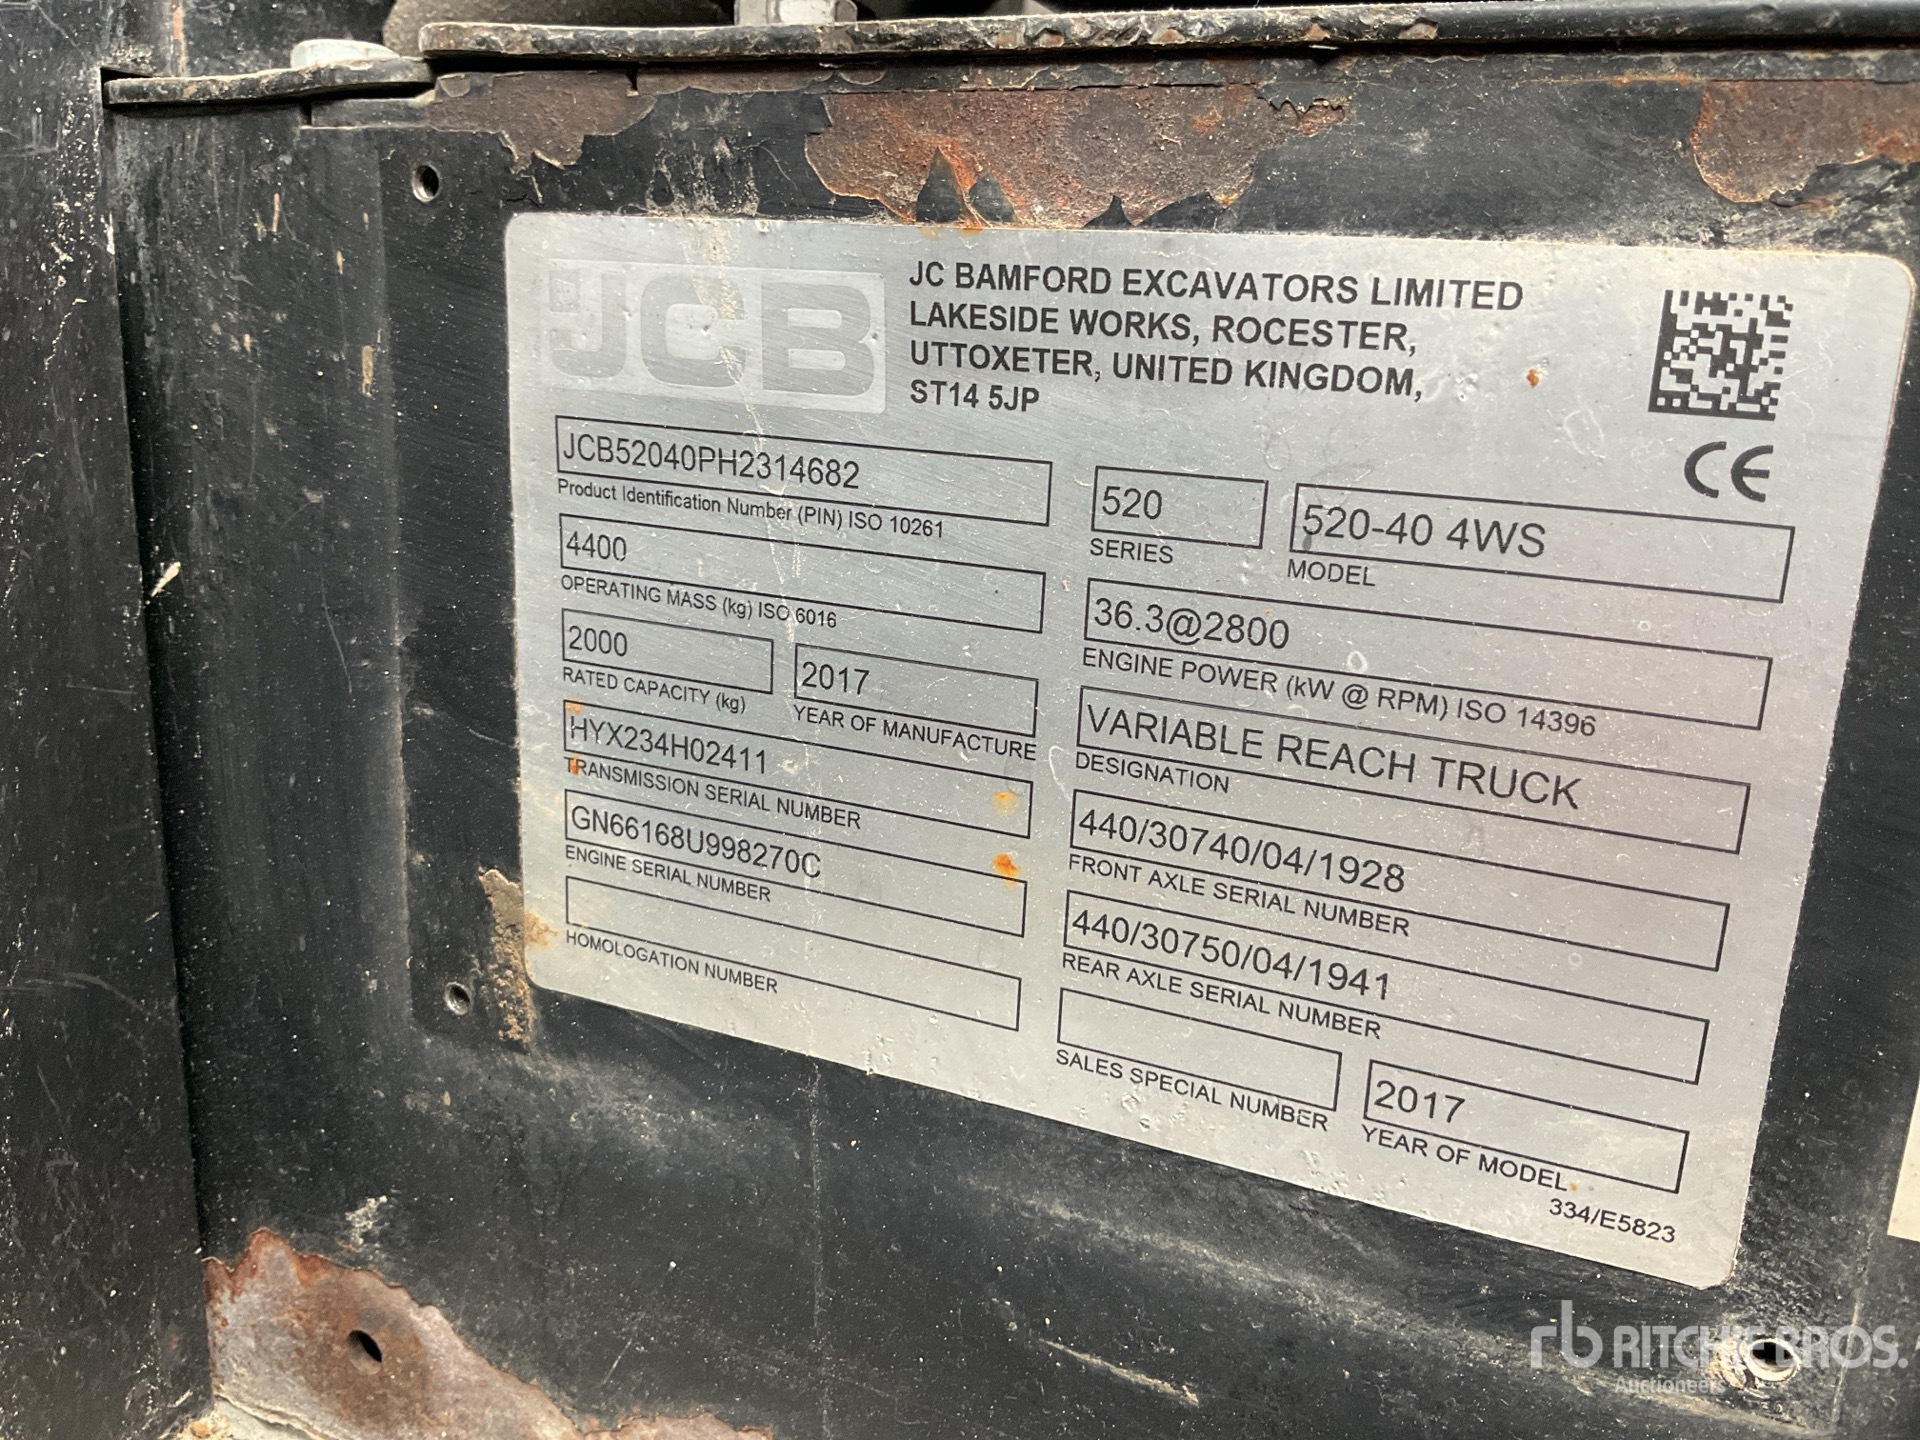 JCB
JC BAMFORD EXCAVATORS LIMITED
LAKESIDE WORKS, ROCESTER,
UTTOXETER, UNITED KINGDOM,
ST14 5JP
CE
JCB52040PH2314682
Product Identification Number (PIN) ISO 10261
4400
OPERATING MASS (kg) ISO 6016
2000
RATED CAPACITY (kg)
2017
YEAR OF MANUFACTURE
HYX234H02411
TRANSMISSION SERIAL NUMBER
GN66168U998270C
ENGINE SERIAL NUMBER
HOMOLOGATION NUMBER
520
SERIES
520-40 4WS
MODEL
36.3@2800
ENGINE POWER (kW @ RPM) ISO 14396
VARIABLE REACH TRUCK
DESIGNATION
440/30740/04/1928
FRONT AXLE SERIAL NUMBER
440/30750/04/1941
REAR AXLE SERIAL NUMBER
SALES SPECIAL NUMBER
2017
YEAR OF MODEL
334/E5823
rb RITCHIE BROS.
Auctioneers